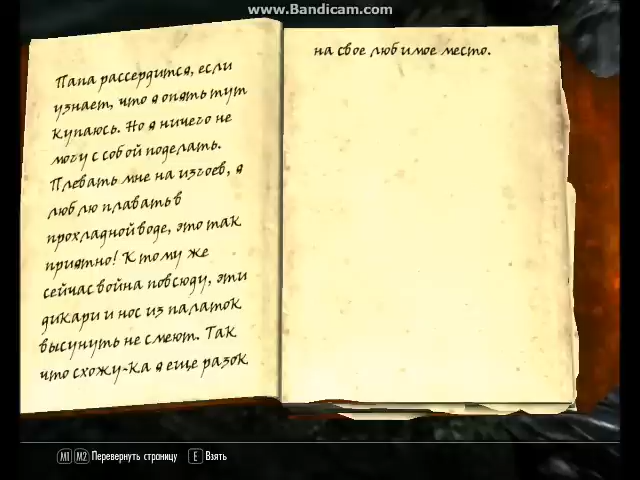 www.Bandicam.com
Папа рассердится, если
узнает, что я опять тут
купаюсь. Но я ничего не
могу с собой поделать.
Плевать мне на изгоев, я
люблю плавать в
прохладной воде, это так
приятно! К тому же
сейчас война повсюду, эти
дикари и нос из палаток
высунуть не смеют. Так
что схожу-ка я еще разок
на свое любимое место.
M1 M2 Перевернуть страницу E Взять